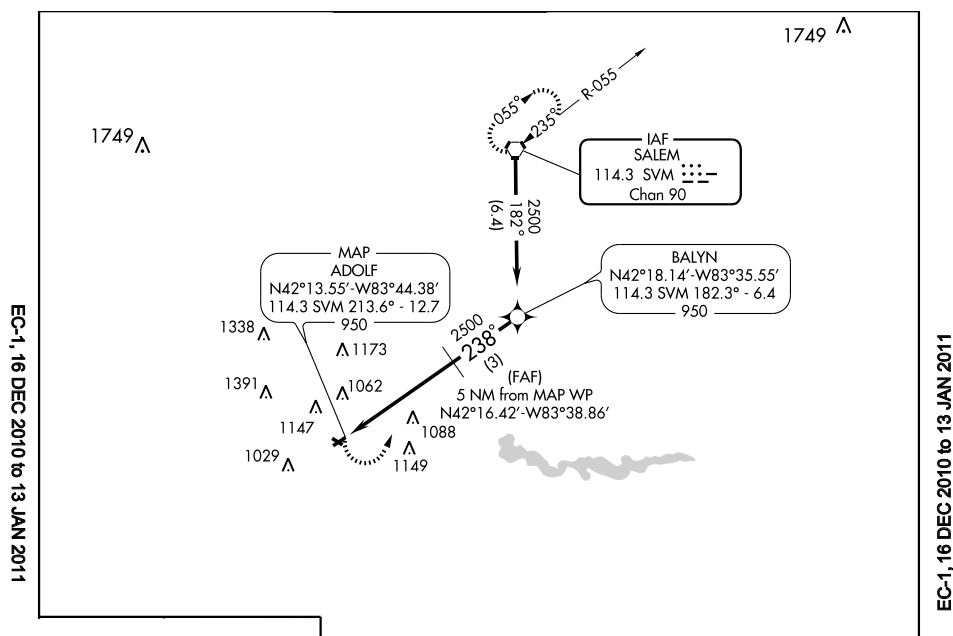 1749
1749
R-055
055°
235°
IAF
SALEM
114.3 SVM
Chan 90
2500
182°
(6.4)
MAP
ADOLF
N42°13.55’-W83°44.38’
114.3 SVM 213.6° - 12.7
950
BALYN
N42°18.14’-W83°35.55’
114.3 SVM 182.3° - 6.4
950
2500
238°
(3)
(FAF)
5 NM from MAP WP
N42°16.42’-W83°38.86’
1338
1173
1391
1062
1147
1088
1029
1149
EC-1, 16 DEC 2010 to 13 JAN 2011
EC-1, 16 DEC 2010 to 13 JAN 2011